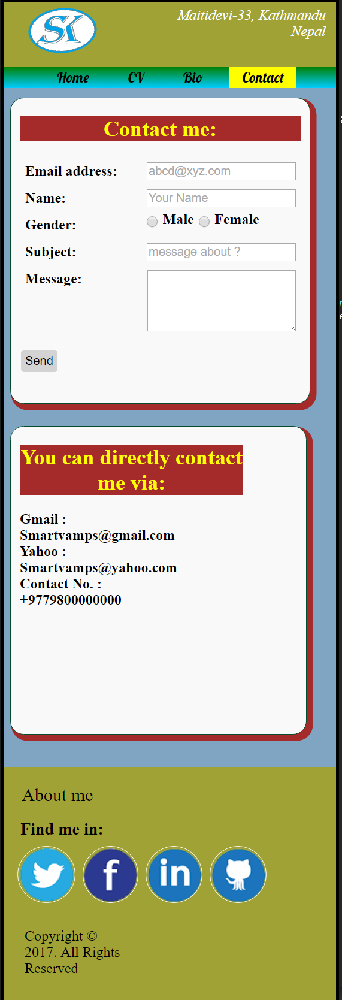 SK
Maitidevi-33, Kathmandu
Nepal
Home CV Bio Contact
Contact me:
Email address: abcd@xyz.com
Name: Your Name
Gender: Male Female
Subject: message about ?
Message:
Send
You can directly contact
me via:
Gmail :
Smartvamps@gmail.com
Yahoo :
Smartvamps@yahoo.com
Contact No. :
+9779800000000
About me
Find me in:
f in
Copyright ©
2017. All Rights
Reserved